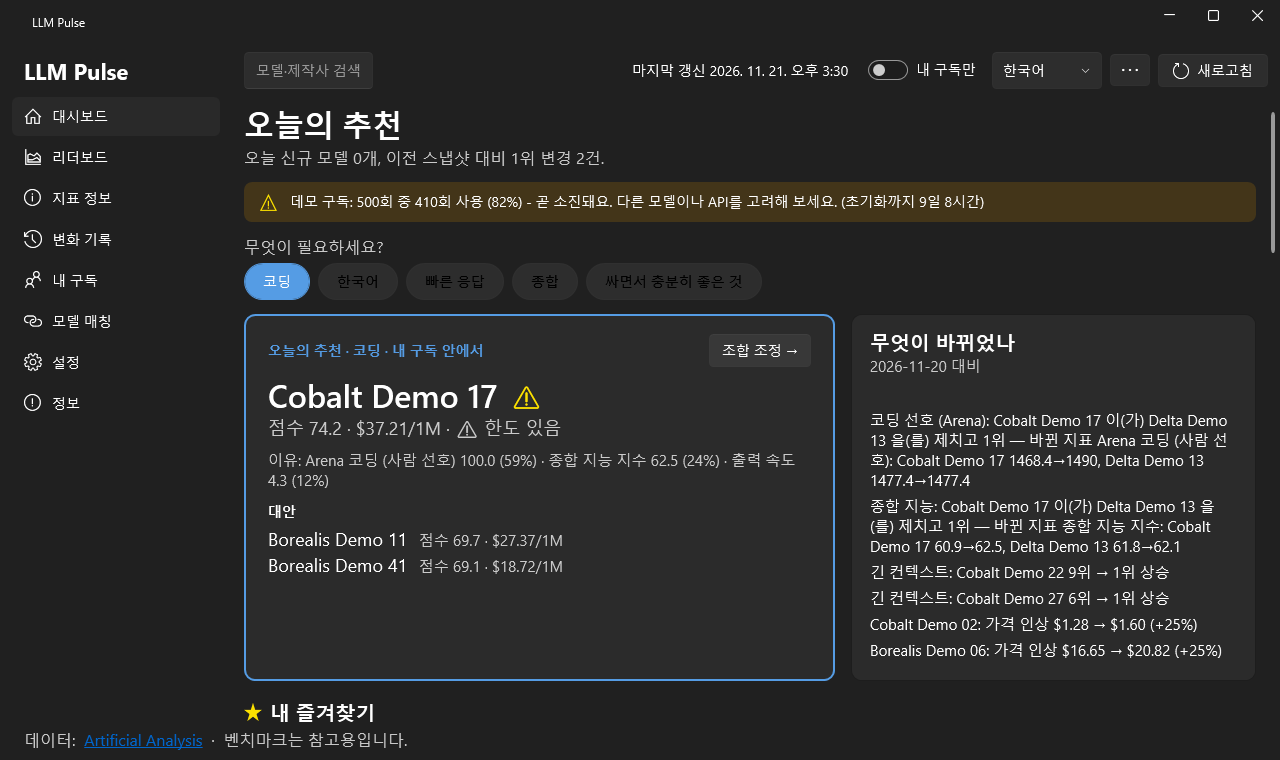 LLM Pulse
LLM Pulse
모델·제작사 검색
마지막 갱신 2026. 11. 21. 오후 3:30
내 구독만
한국어
새로고침
대시보드
리더보드
지표 정보
변화 기록
내 구독
모델 매칭
설정
정보
오늘의 추천
오늘 신규 모델 0개, 이전 스냅샷 대비 1위 변경 2건.
데모 구독: 500회 중 410회 사용 (82%) - 곧 소진돼요. 다른 모델이나 API를 고려해 보세요. (초기화까지 9일 8시간)
무엇이 필요하세요?
코딩
한국어
빠른 응답
종합
싸면서 충분히 좋은 것
오늘의 추천 · 코딩 · 내 구독 안에서
조합 조정 →
Cobalt Demo 17
점수 74.2 · $37.21/1M · ⚠ 한도 있음
이유: Arena 코딩 (사람 선호) 100.0 (59%) · 종합 지능 지수 62.5 (24%) · 출력 속도
4.3 (12%)
대안
Borealis Demo 11 점수 69.7 · $27.37/1M
Borealis Demo 41 점수 69.1 · $18.72/1M
무엇이 바뀌었나
2026-11-20 대비
코딩 선호 (Arena): Cobalt Demo 17 이(가) Delta Demo
13 을(를) 제치고 1위 — 바뀐 지표 Arena 코딩 (사람 선
호): Cobalt Demo 17 1468.4→1490, Delta Demo 13
1477.4→1477.4
종합 지능: Cobalt Demo 17 이(가) Delta Demo 13 을
(를) 제치고 1위 — 바뀐 지표 종합 지능 지수: Cobalt
Demo 17 60.9→62.5, Delta Demo 13 61.8→62.1
긴 컨텍스트: Cobalt Demo 22 9위 → 1위 상승
긴 컨텍스트: Cobalt Demo 27 6위 → 1위 상승
Cobalt Demo 02: 가격 인상 $1.28 → $1.60 (+25%)
Borealis Demo 06: 가격 인상 $16.65 → $20.82 (+25%)
★ 내 즐겨찾기
데이터: Artificial Analysis · 벤치마크는 참고용입니다.